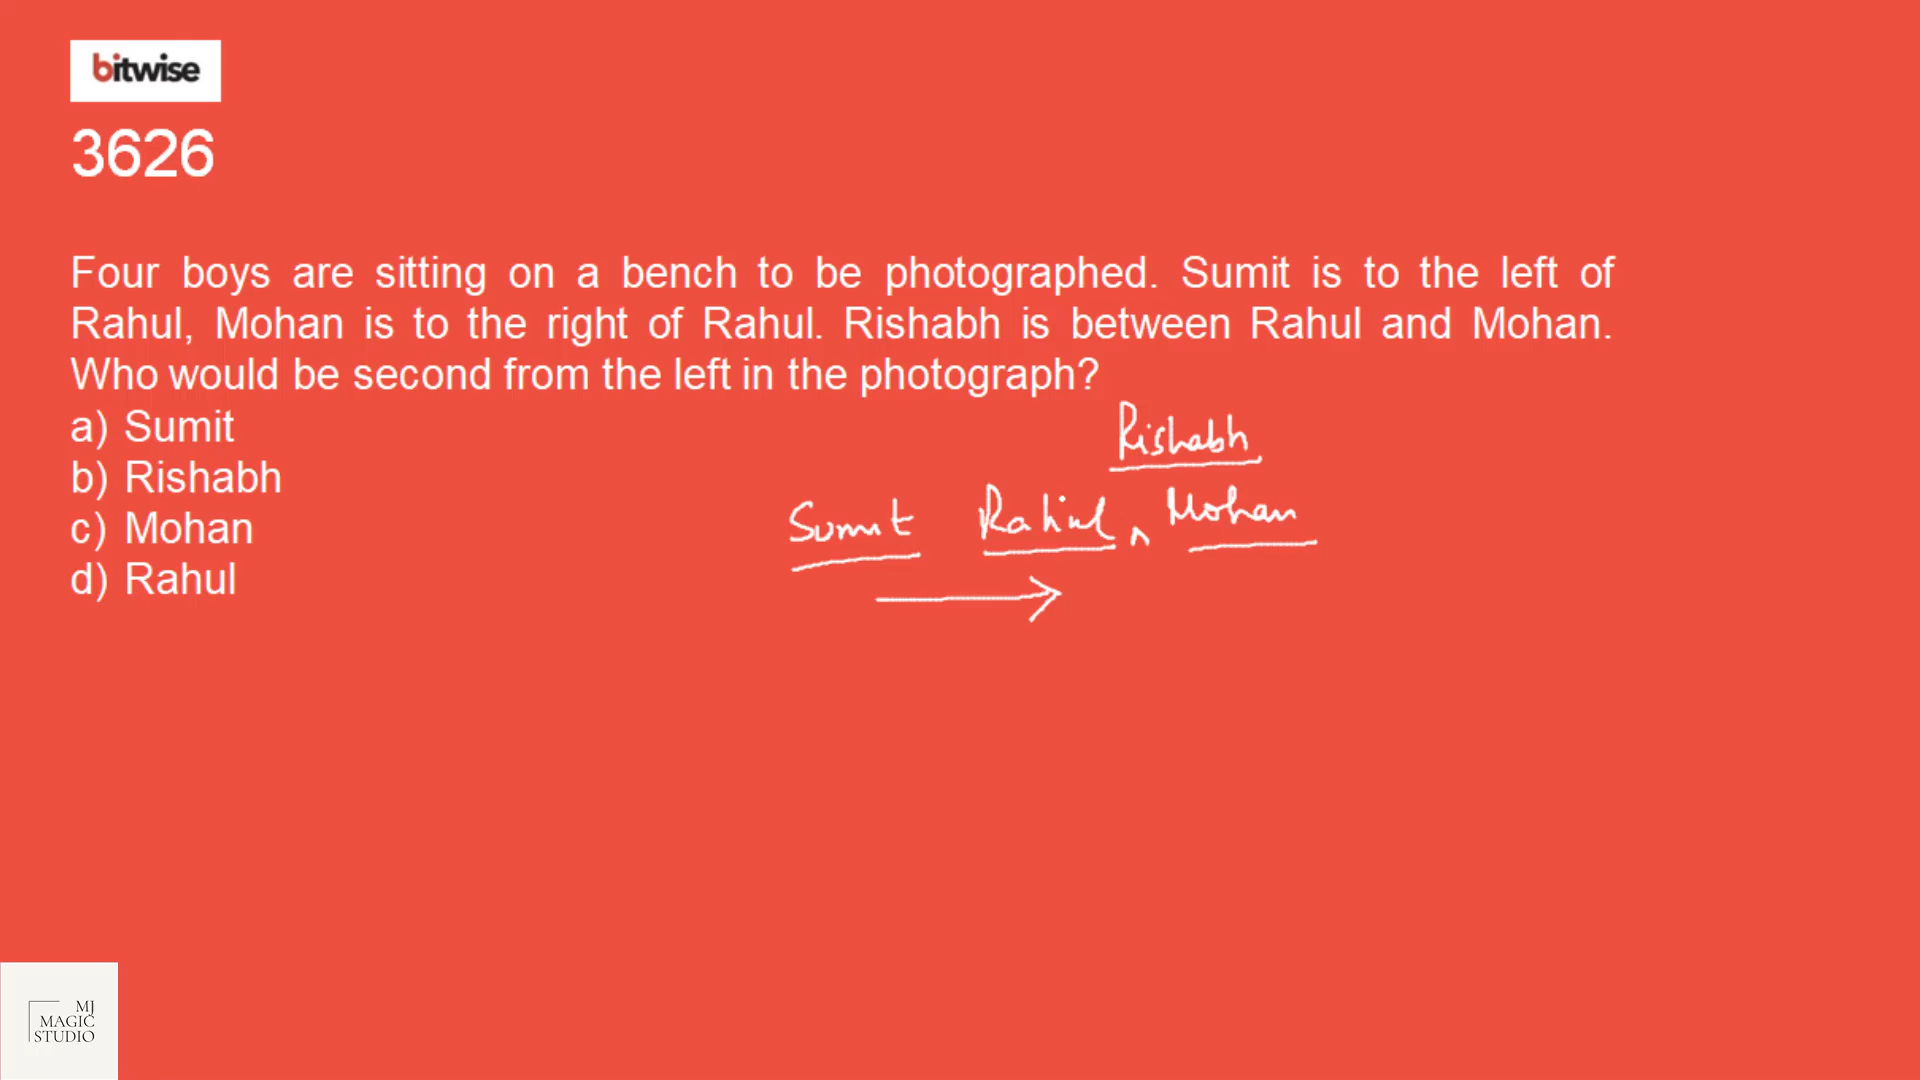 bitwise
3626
Four boys are sitting on a bench to be photographed. Sumit is to the left of
Rahul, Mohan is to the right of Rahul. Rishabh is between Rahul and Mohan.
Who would be second from the left in the photograph?
a) Sumit
b) Rishabh
c) Mohan
d) Rahul
Rishabh
Sumit Rahul ^ Mohan
MJ
MAGIC
STUDIO